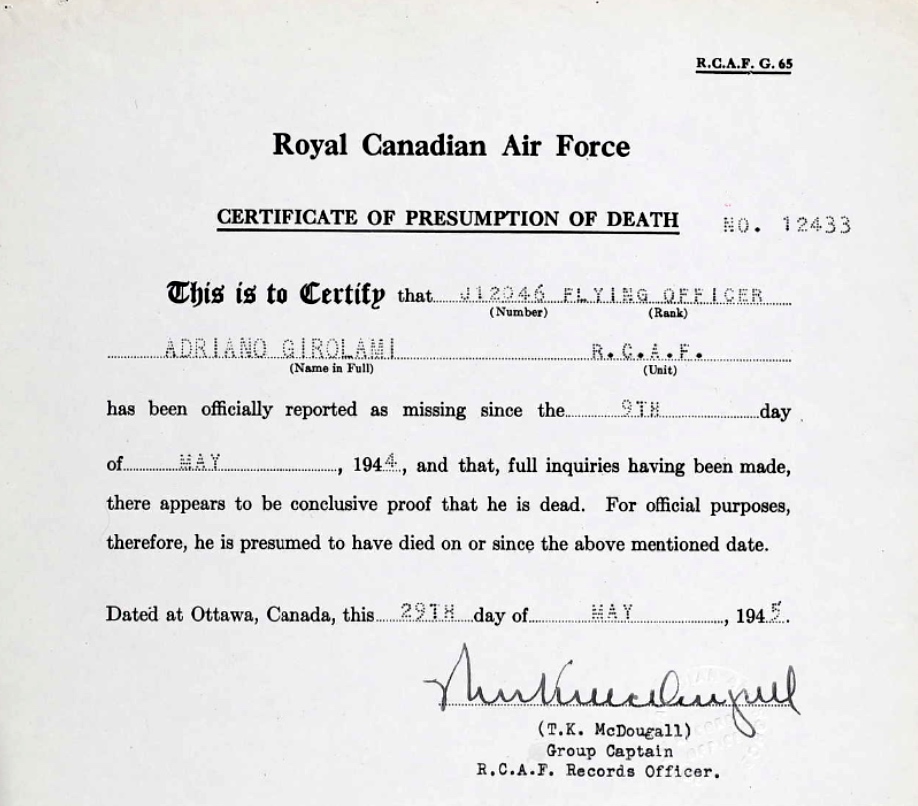 R.C.A.F. G. 65
Royal Canadian Air Force
CERTIFICATE OF PRESUMPTION OF DEATH NO. 12433
This is to Certify that J12046 FLYING OFFICER
(Number) (Rank)
ADRIANO GIROLAMI R.C.A.F.
(Name in Full) (Unit)
has been officially reported as missing since the 9TH day
of MAY, 1944, and that, full inquiries having been made,
there appears to be conclusive proof that he is dead. For official purposes,
therefore, he is presumed to have died on or since the above mentioned date.
Dated at Ottawa, Canada, this 29TH day of MAY, 1945.
(T.K. McDougall)
Group Captain
R.C.A.F. Records Officer.